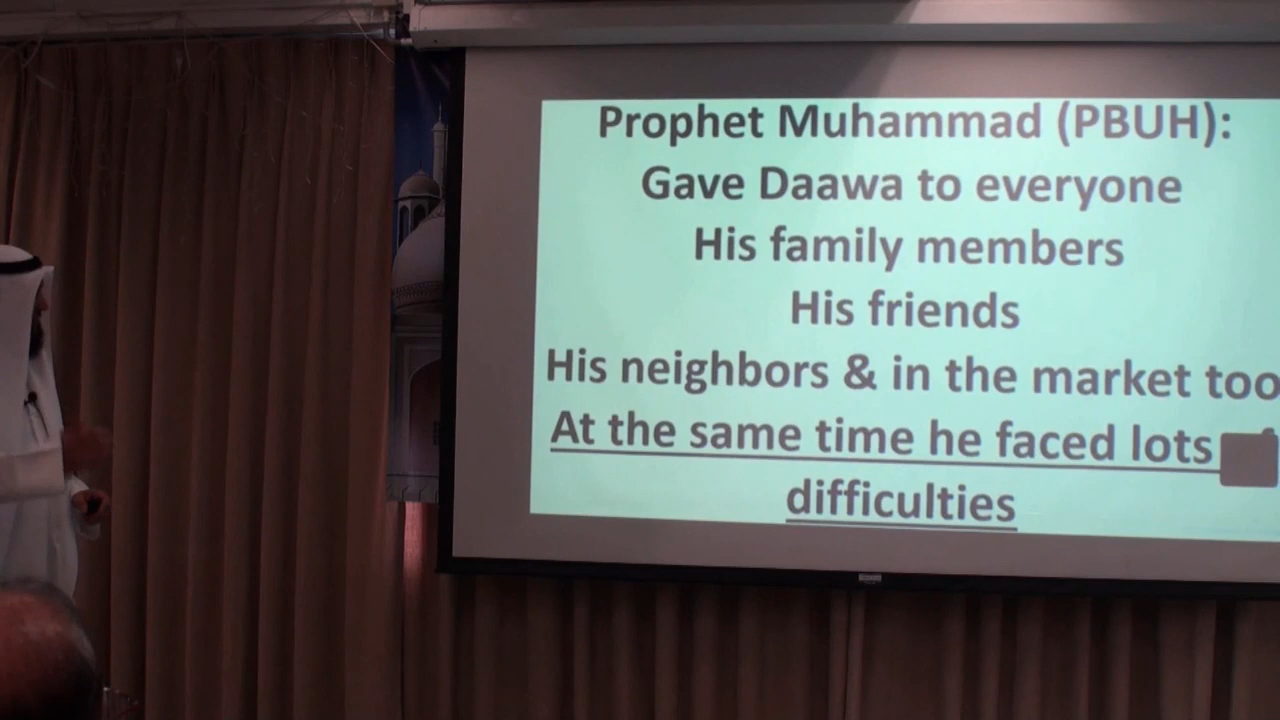 Prophet Muhammad (PBUH):
Gave Daawa to everyone
His family members
His friends
His neighbors & in the market too
At the same time he faced lots
difficulties